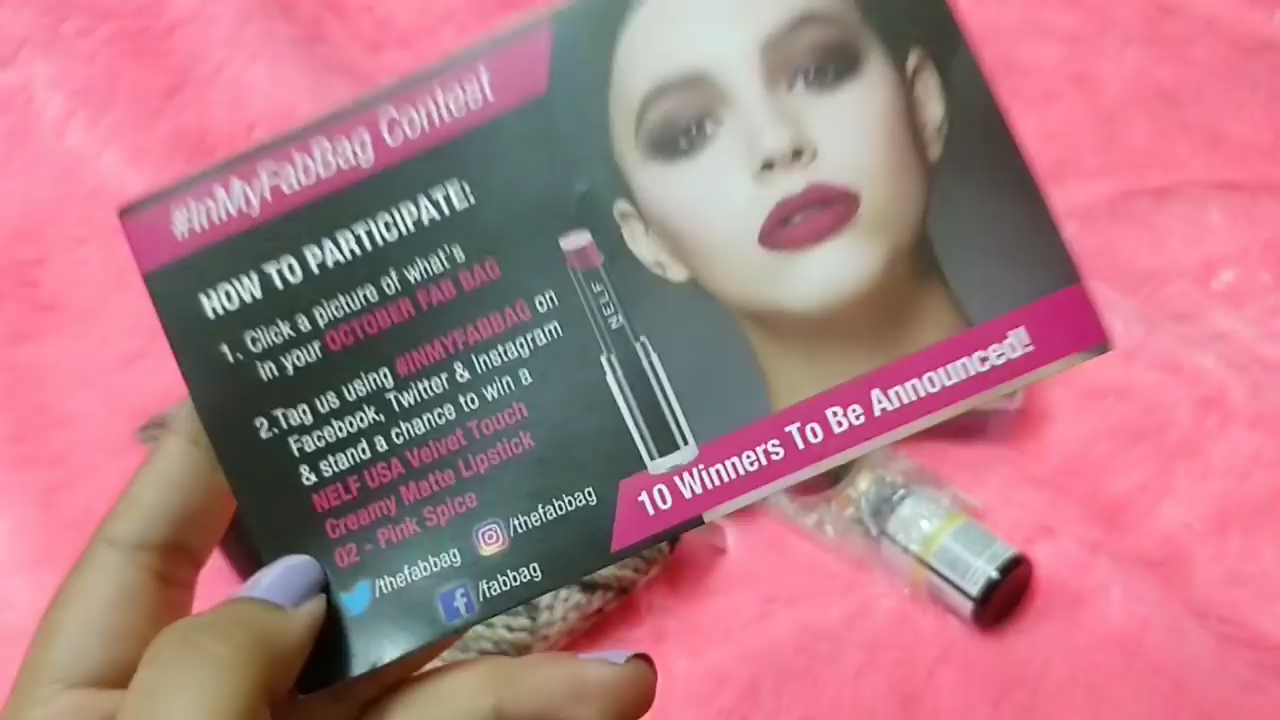 #InMyFabBag Contest
HOW TO PARTICIPATE:
1. Click a picture of what's
in your OCTOBER FAB BAG
2.Tag us using #INMYFABBAG on
Facebook, Twitter & Instagram
& stand a chance to win a
NELF USA Velvet Touch
Creamy Matte Lipstick
02 - Pink Spice
/thefabbag
/thefabbag
/fabbag
NELF
10 Winners To Be Announced!